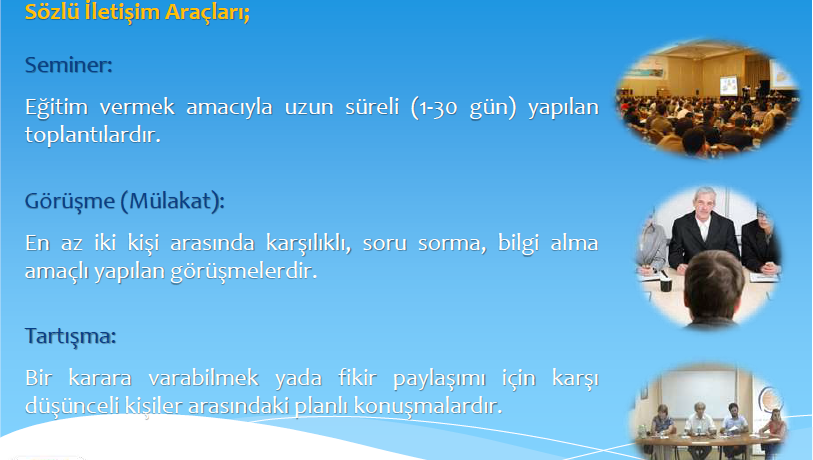 Sözlü İletişim Araçları;
Seminer:
Eğitim vermek amacıyla uzun süreli (1-30 gün) yapılan
toplantılardır.
Görüşme (Mülakat):
En az iki kişi arasında karşılıklı, soru sorma, bilgi alma
amaçlı yapılan görüşmelerdir.
Tartışma:
Bir karara varabilmek yada fikir paylaşımı için karşı
düşünceli kişiler arasındaki planlı konuşmalardır.